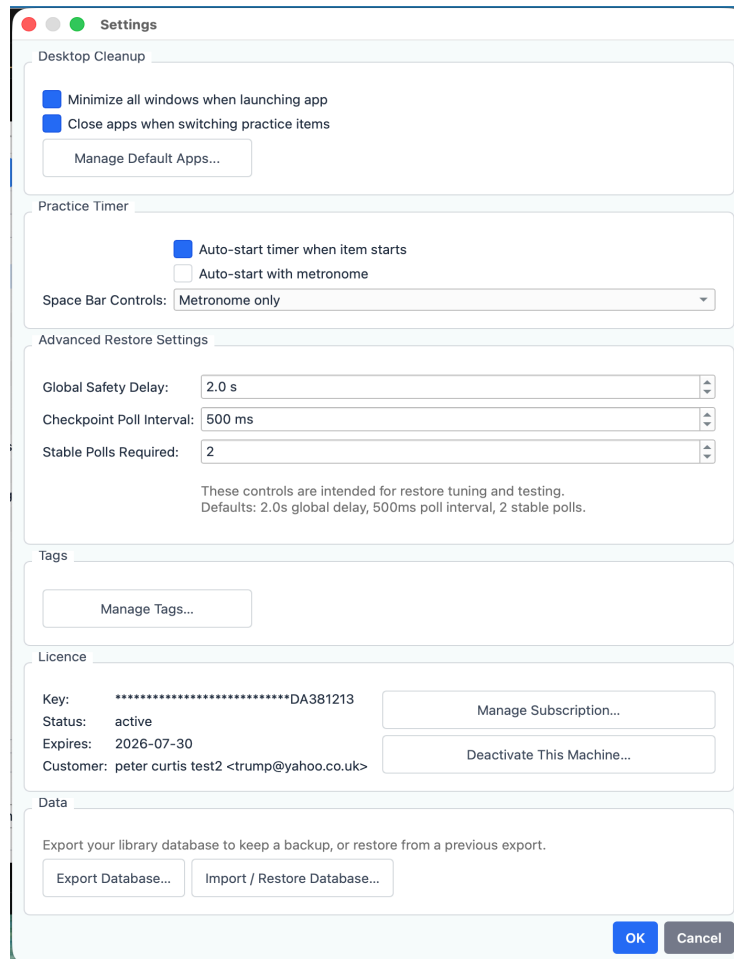 Settings
Desktop Cleanup
Minimize all windows when launching app
Close apps when switching practice items
Manage Default Apps...
Practice Timer
Auto-start timer when item starts
Auto-start with metronome
Space Bar Controls: Metronome only
Advanced Restore Settings
Global Safety Delay: 2.0 s
Checkpoint Poll Interval: 500 ms
Stable Polls Required: 2
These controls are intended for restore tuning and testing.
Defaults: 2.0s global delay, 500ms poll interval, 2 stable polls.
Tags
Manage Tags...
Licence
Key: ****************************DA381213
Manage Subscription...
Status: active
Expires: 2026-07-30
Deactivate This Machine...
Customer: peter curtis test2 <trump@yahoo.co.uk>
Data
Export your library database to keep a backup, or restore from a previous export.
Export Database... Import / Restore Database...
OK Cancel